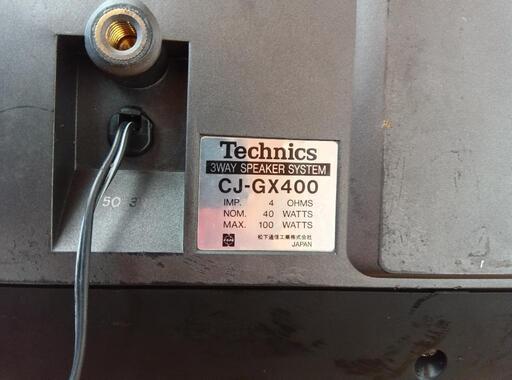 Technics
3WAY SPEAKER SYSTEM
CJ-GX400
IMP. 4 OHMS
NOM. 40 WATTS
MAX. 100 WATTS
松下通信工業株式会社
JAPAN
50 3